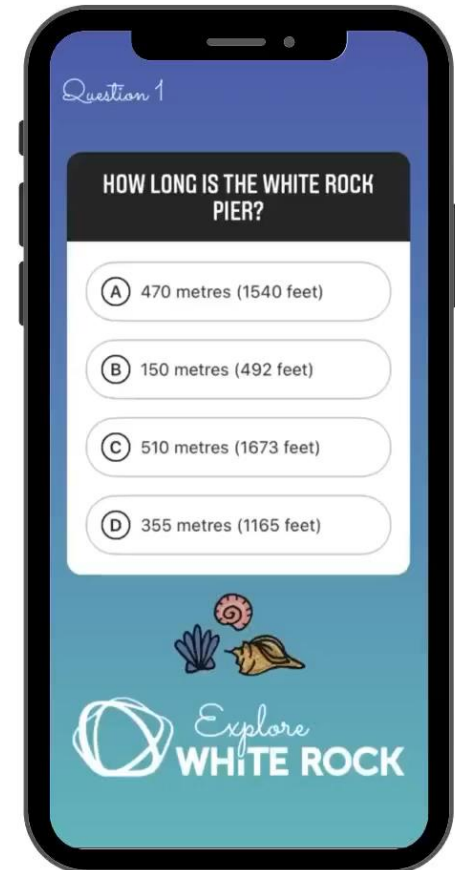 Question 1
HOW LONG IS THE WHITE ROCK
PIER?
A 470 metres (1540 feet)
B 150 metres (492 feet)
C 510 metres (1673 feet)
D 355 metres (1165 feet)
Explore
WHiTE ROCK